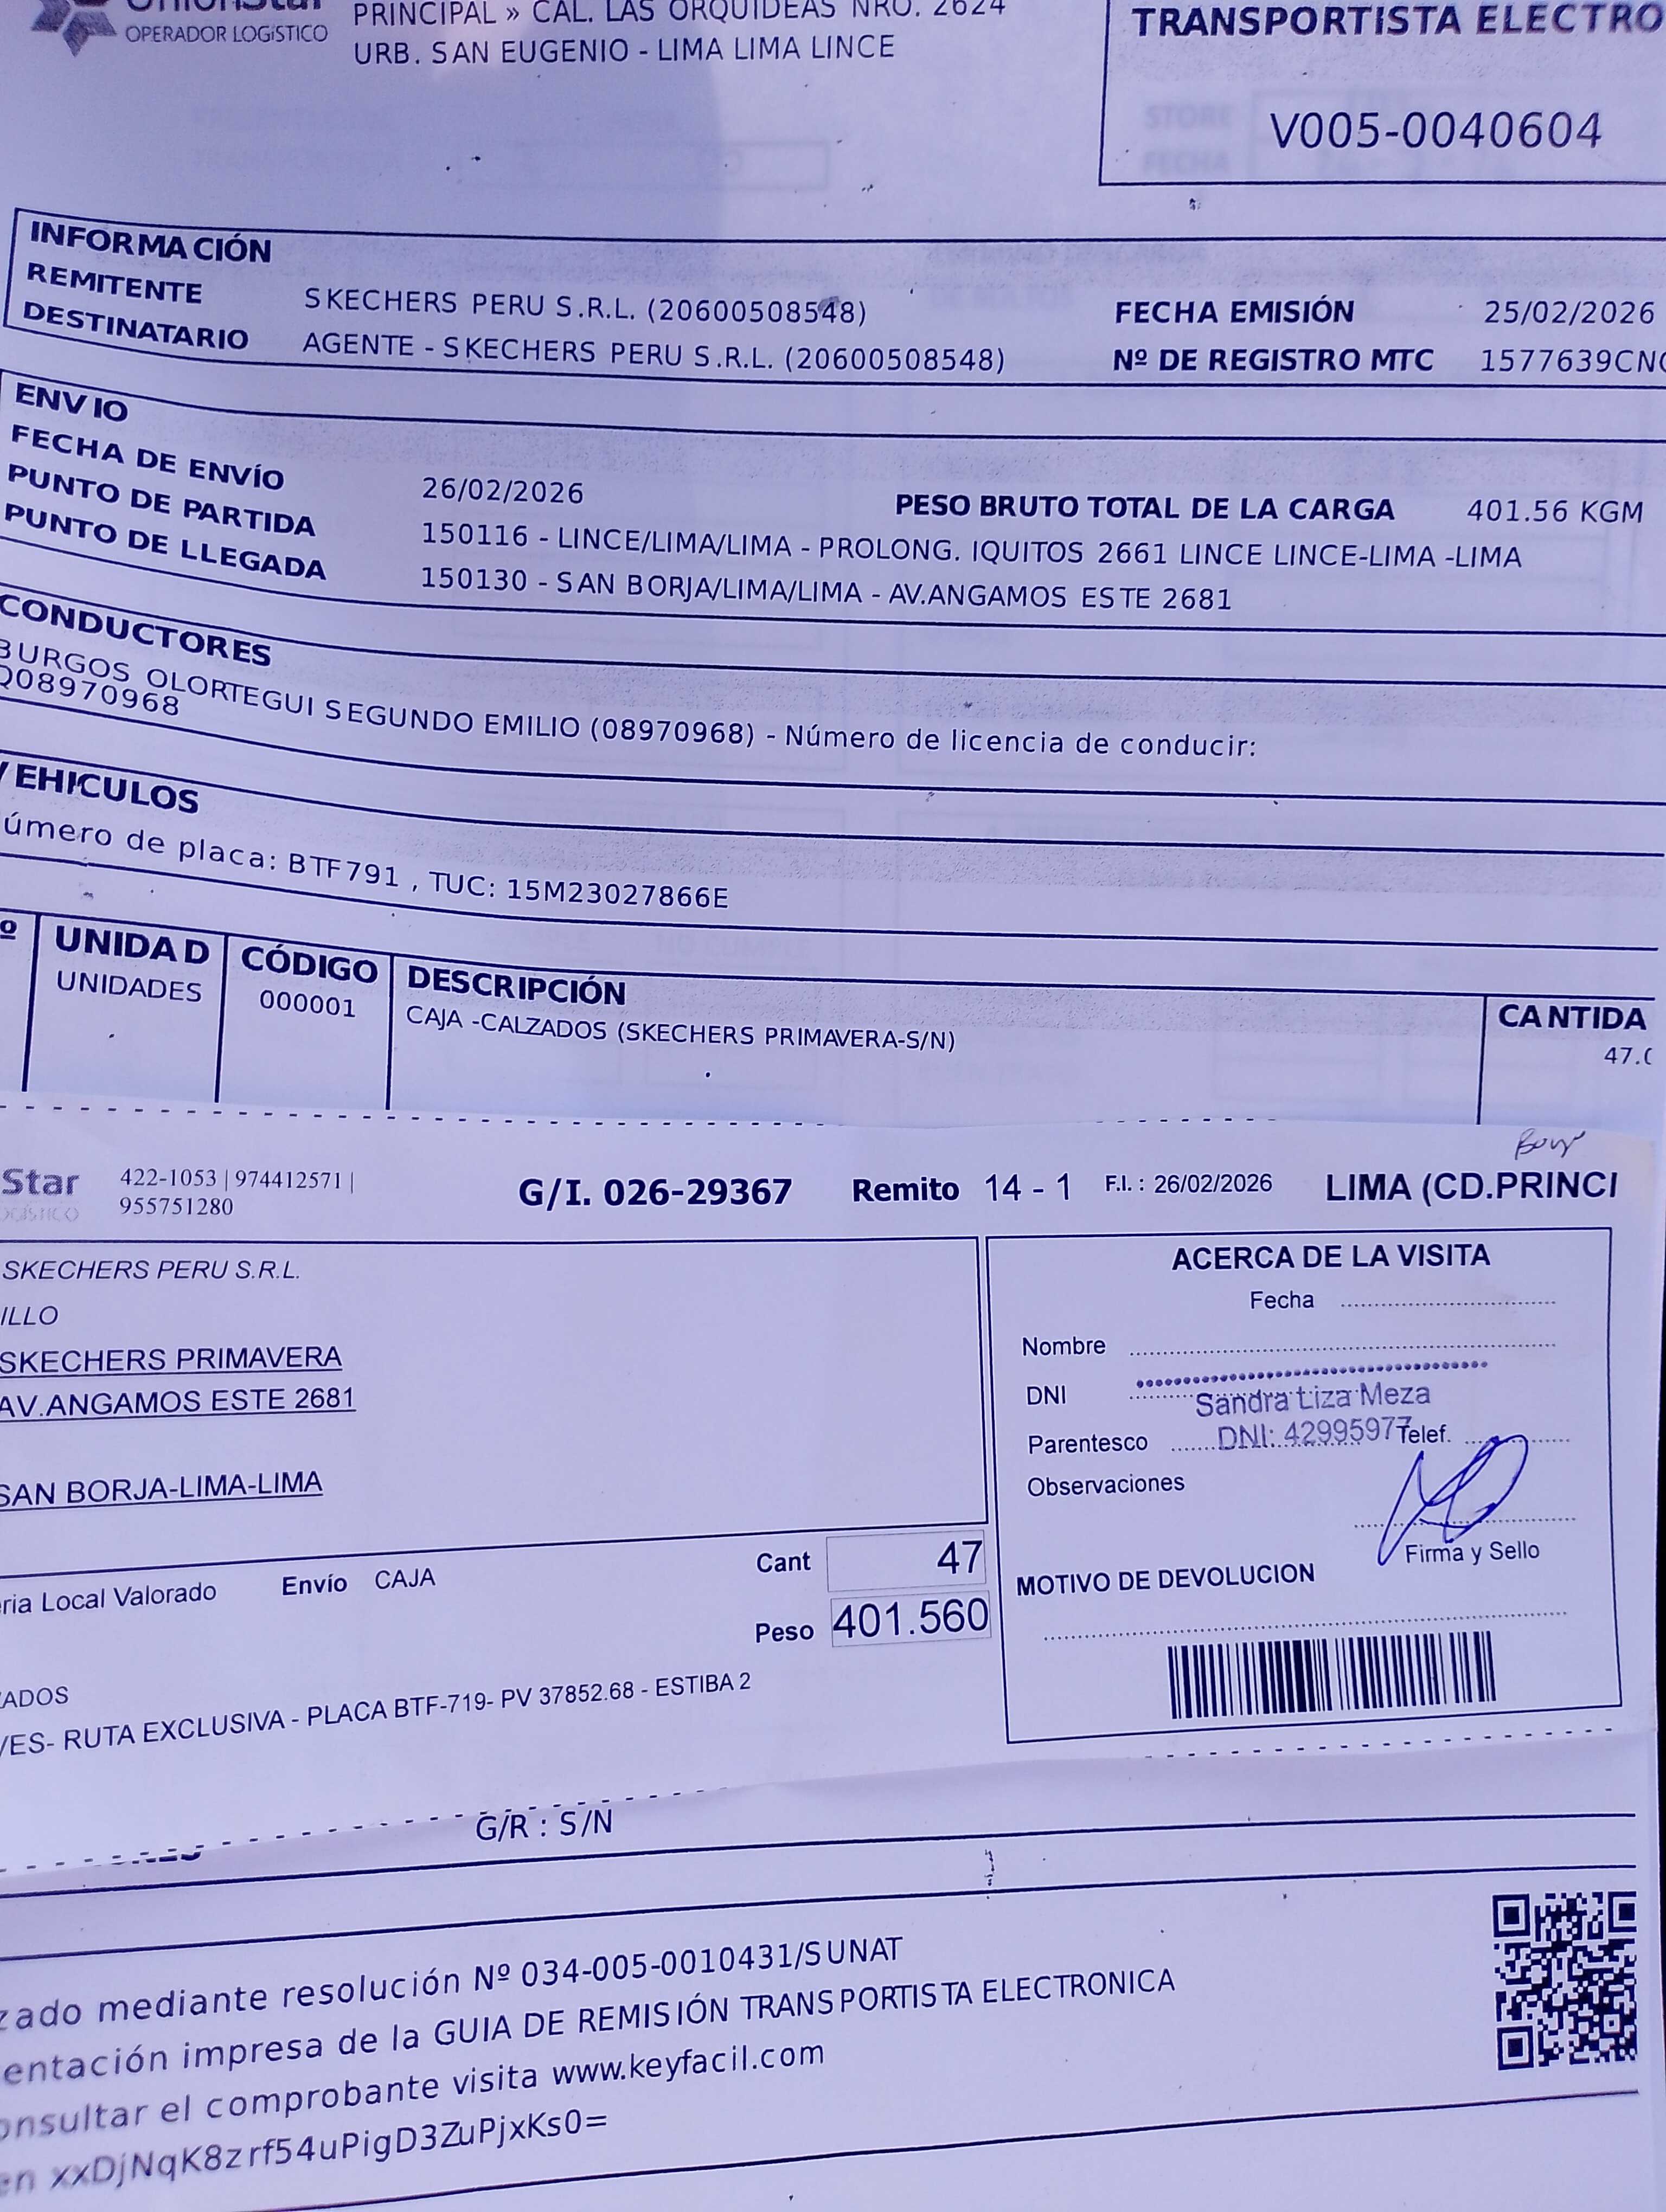 UnionStar
OPERADOR LOGÍSTICO
PRINCIPAL » CAL. LAS ORQUIDEAS NRO. 2624
URB. SAN EUGENIO - LIMA LIMA LINCE
TRANSPORTISTA ELECTRO
V005-0040604
INFORMACIÓN
REMITENTE SKECHERS PERU S.R.L. (20600508548) FECHA EMISIÓN 25/02/2026
DESTINATARIO AGENTE - SKECHERS PERU S.R.L. (20600508548) Nº DE REGISTRO MTC 1577639CN
ENVIO
FECHA DE ENVÍO 26/02/2026 PESO BRUTO TOTAL DE LA CARGA 401.56 KGM
PUNTO DE PARTIDA 150116 - LINCE/LIMA/LIMA - PROLONG. IQUITOS 2661 LINCE LINCE-LIMA -LIMA
PUNTO DE LLEGADA 150130 - SAN BORJA/LIMA/LIMA - AV.ANGAMOS ESTE 2681
CONDUCTORES
BURGOS OLORTEGUI SEGUNDO EMILIO (08970968) - Número de licencia de conducir:
Q08970968
VEHICULOS
úmero de placa: BTF791 , TUC: 15M23027866E
º UNIDAD CÓDIGO DESCRIPCIÓN CANTIDA
UNIDADES 000001 CAJA -CALZADOS (SKECHERS PRIMAVERA-S/N) 47.0
Star
422-1053 | 974412571 |
955751280
G/I. 026-29367 Remito 14 - 1 F.I. : 26/02/2026 LIMA (CD.PRINCI
SKECHERS PERU S.R.L.
ILLO
SKECHERS PRIMAVERA
AV.ANGAMOS ESTE 2681
SAN BORJA-LIMA-LIMA
ria Local Valorado Envío CAJA
Cant 47
Peso 401.560
ADOS
/ES- RUTA EXCLUSIVA - PLACA BTF-719- PV 37852.68 - ESTIBA 2
ACERCA DE LA VISITA
Fecha
Nombre
DNI
Sandra Liza Meza
DNI: 42995977
Parentesco Telef.
Observaciones
Firma y Sello
MOTIVO DE DEVOLUCION
G/R : S/N
zado mediante resolución Nº 034-005-0010431/SUNAT
entación impresa de la GUIA DE REMISIÓN TRANSPORTISTA ELECTRONICA
onsultar el comprobante visita www.keyfacil.com
en xxDjNqK8zrf54uPigD3ZuPjxKs0=